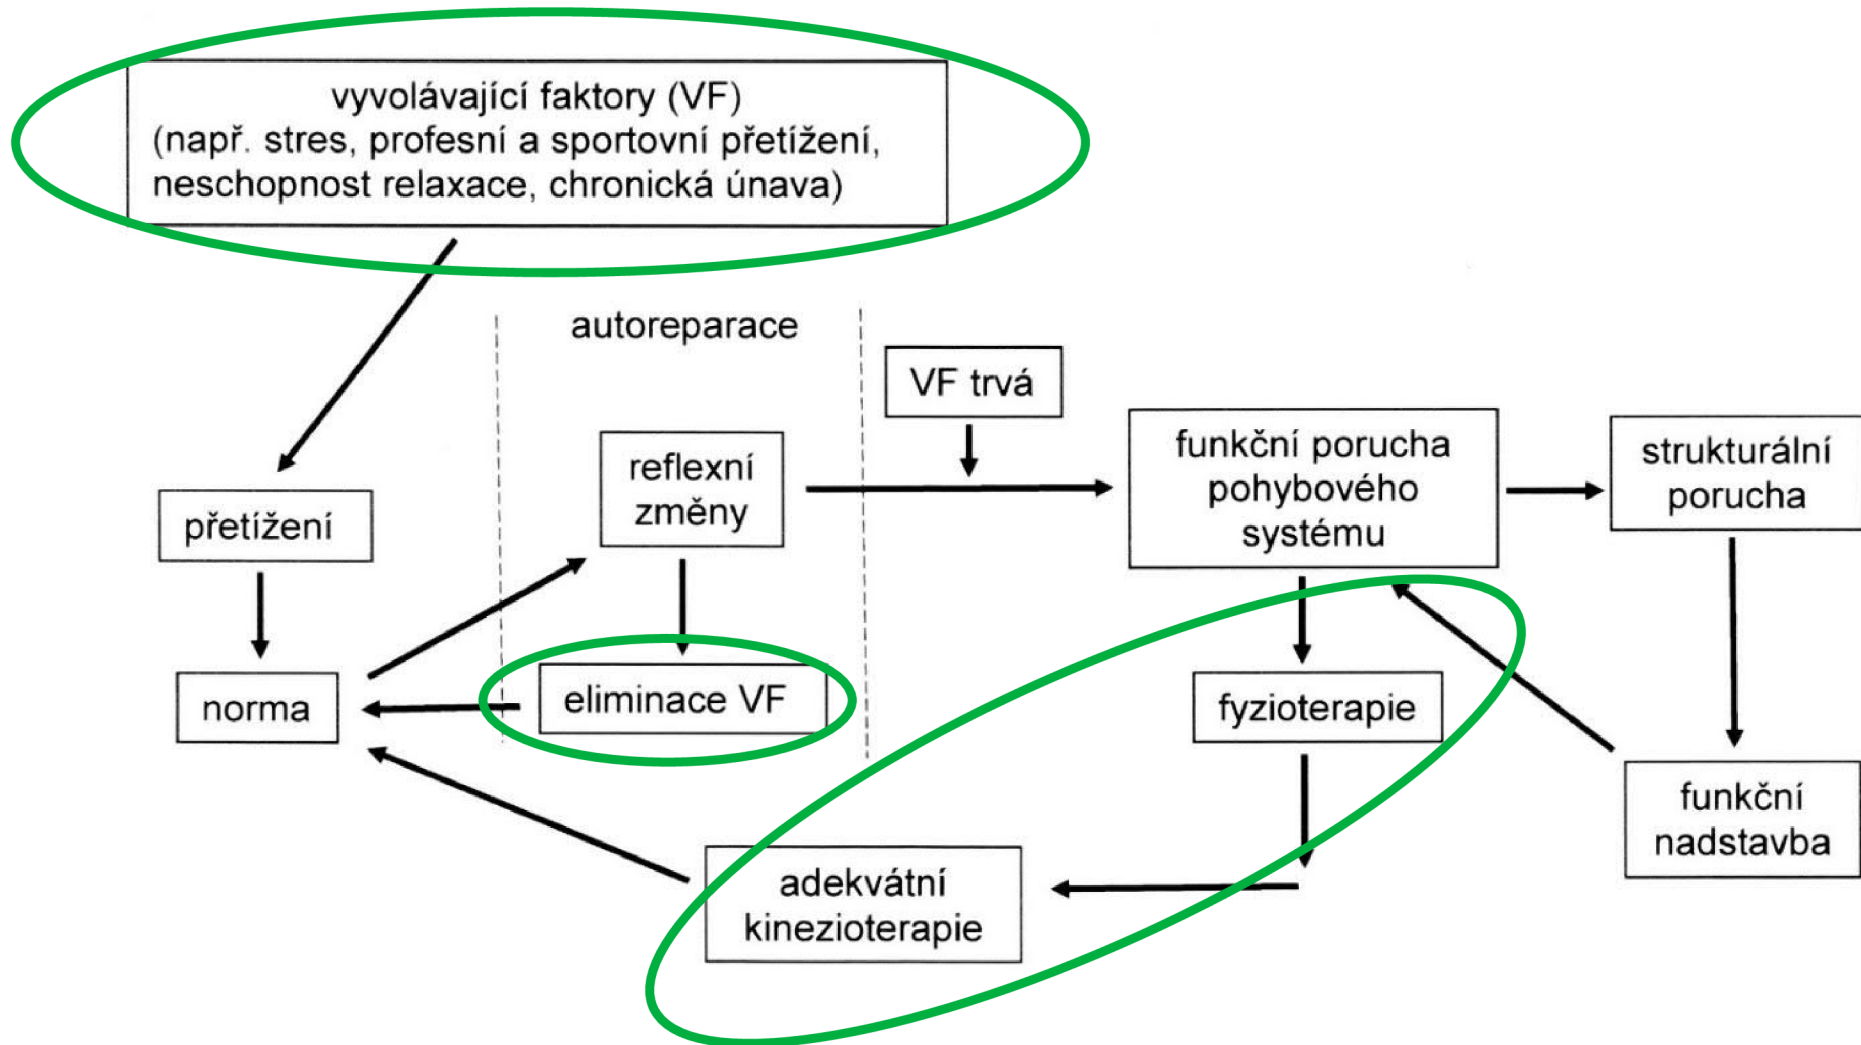 vyvolávající faktory (VF)
(např. stres, profesní a sportovní přetížení,
neschopnost relaxace, chronická únava)
autoreparace
VF trvá
reflexní
změny
funkční porucha
pohybového
systému
strukturální
porucha
přetížení
norma
eliminace VF
fyzioterapie
funkční
nadstavba
adekvátní
kinezioterapie